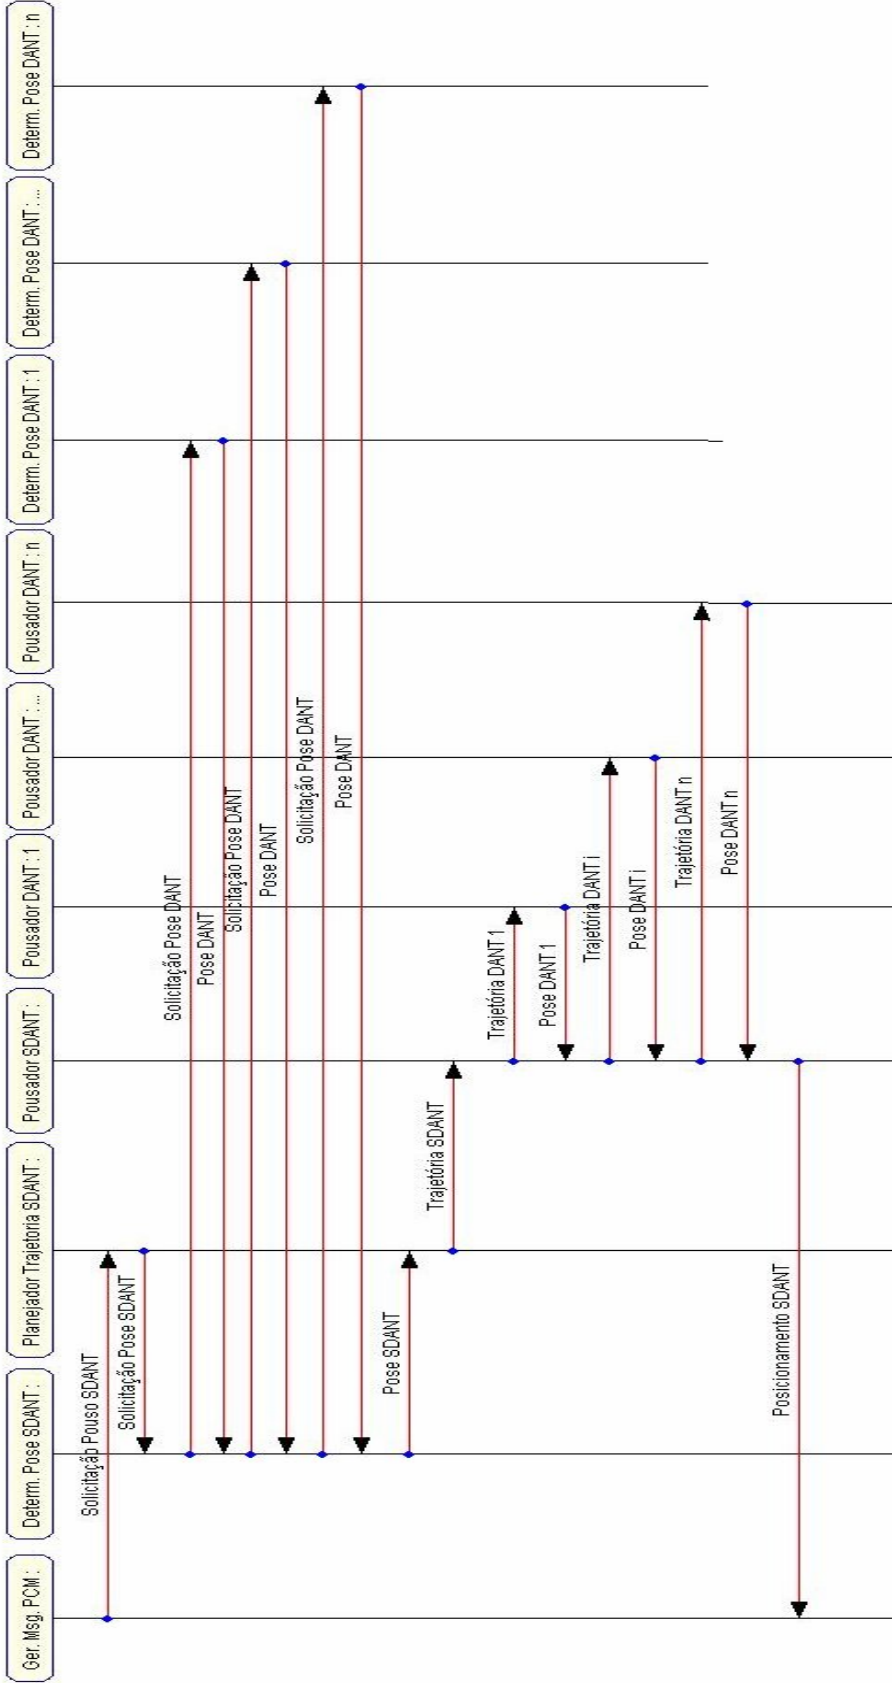 Ger. Msg. PCM :
Determ. Pose SDANT :
Planejador Trajetoria SDANT :
Pousador SDANT :
Pousador DANT : 1
Pousador DANT : ...
Pousador DANT : n
Determ. Pose DANT : 1
Determ. Pose DANT : ...
Determ. Pose DANT : n
Solicitação Pouso SDANT
Solicitação Pose SDANT
Solicitação Pose DANT
Pose DANT
Solicitação Pose DANT
Pose DANT
Solicitação Pose DANT
Pose DANT
Pose SDANT
Trajetória SDANT
Trajetória DANT 1
Pose DANT 1
Trajetória DANT i
Pose DANT i
Trajetória DANT n
Pose DANT n
Posicionamento SDANT